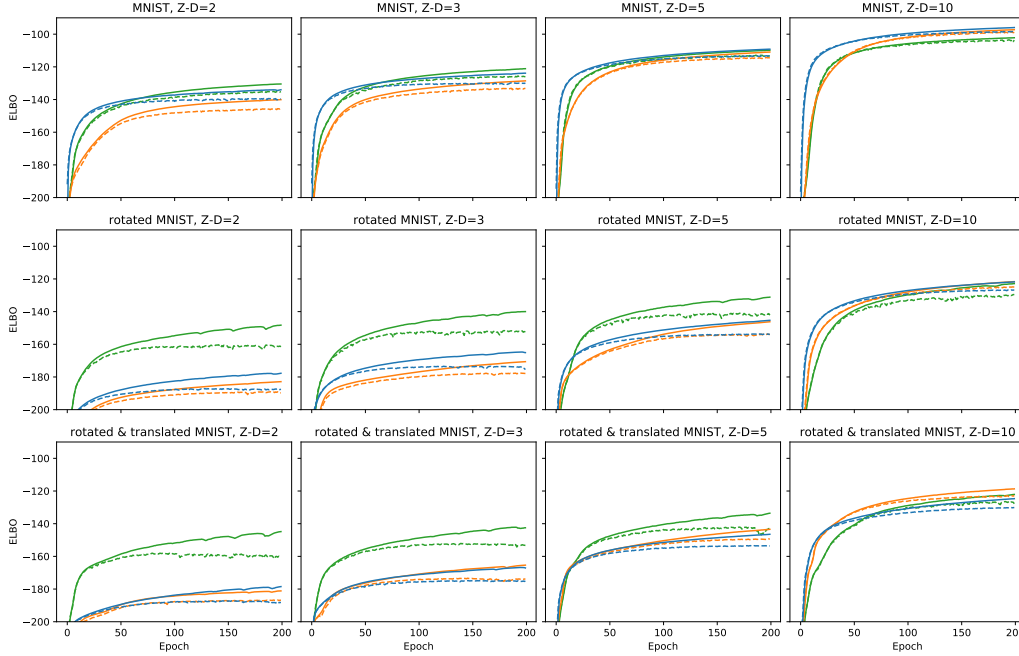 MNIST, Z-D=2
MNIST, Z-D=3
MNIST, Z-D=5
MNIST, Z-D=10
ELBO
−100
−120
−140
−160
−180
−200
rotated MNIST, Z-D=2
rotated MNIST, Z-D=3
rotated MNIST, Z-D=5
rotated MNIST, Z-D=10
ELBO
−100
−120
−140
−160
−180
−200
rotated & translated MNIST, Z-D=2
rotated & translated MNIST, Z-D=3
rotated & translated MNIST, Z-D=5
rotated & translated MNIST, Z-D=10
ELBO
−100
−120
−140
−160
−180
−200
0 50 100 150 200
0 50 100 150 200
0 50 100 150 200
0 50 100 150 20
Epoch
Epoch
Epoch
Epoch